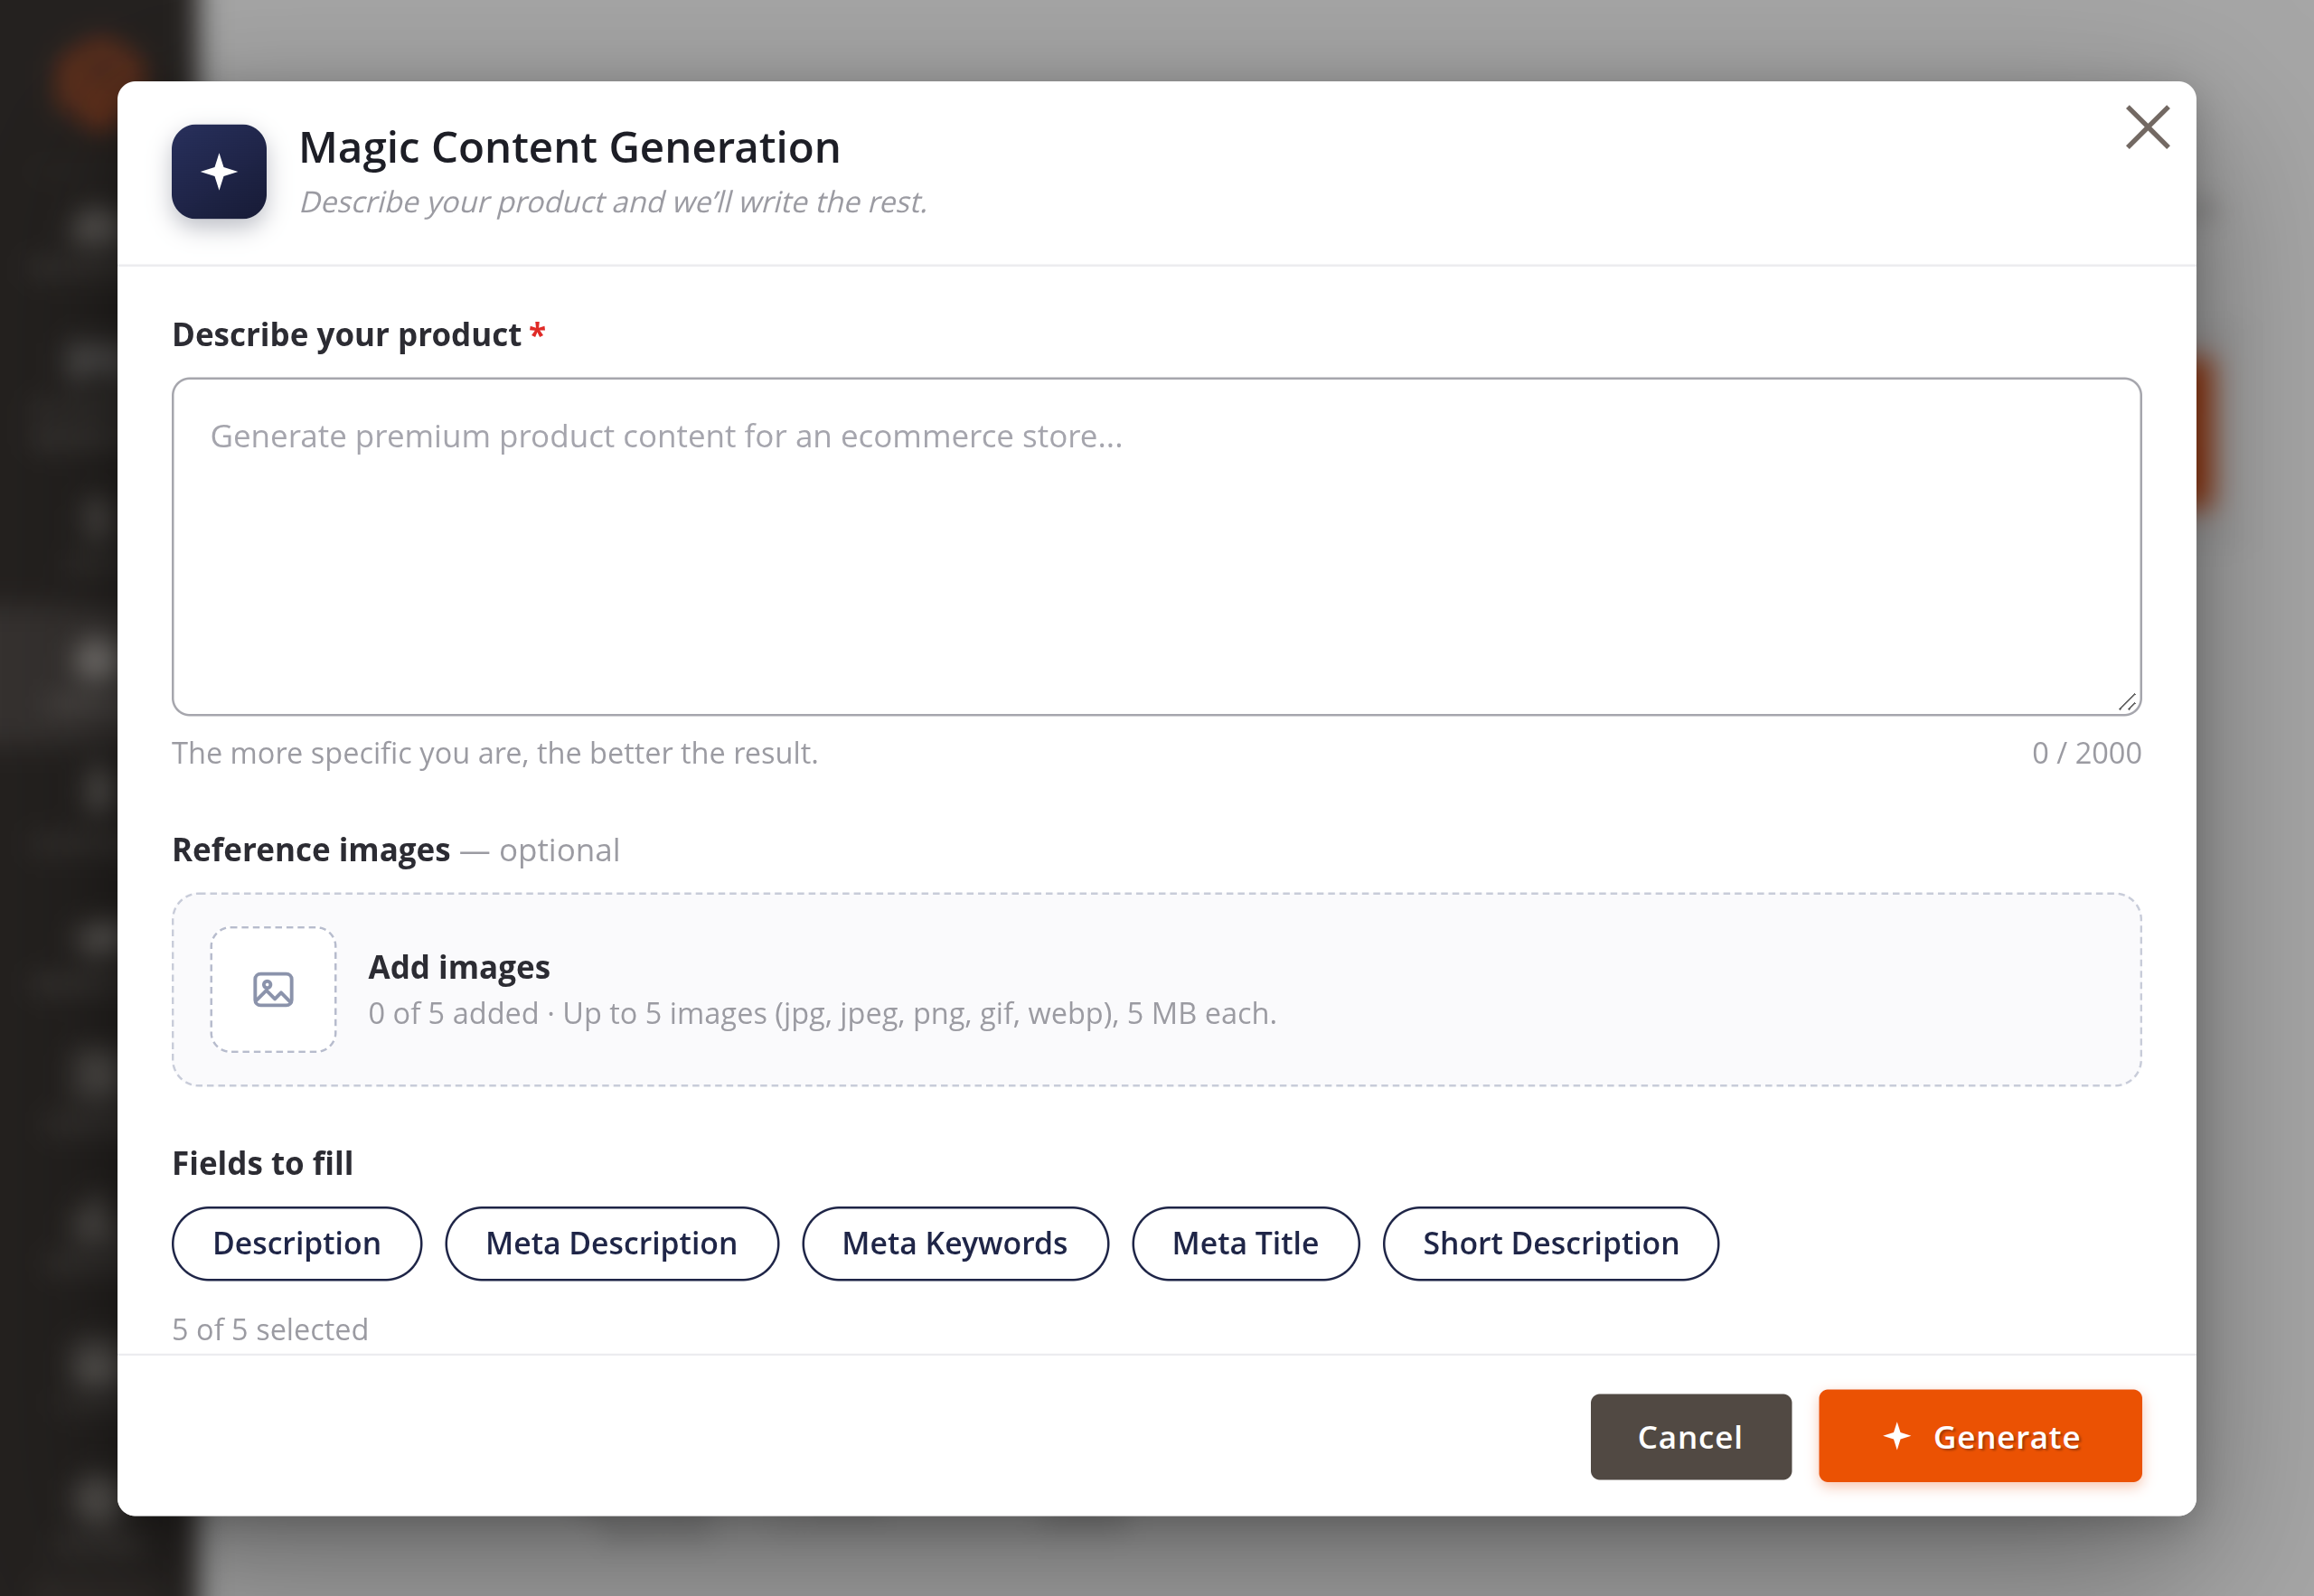 Magic Content Generation
Describe your product and we’ll write the rest.
Describe your product *
Generate premium product content for an ecommerce store...
The more specific you are, the better the result.
0 / 2000
Reference images — optional
Add images
0 of 5 added · Up to 5 images (jpg, jpeg, png, gif, webp), 5 MB each.
Fields to fill
Description
Meta Description
Meta Keywords
Meta Title
Short Description
5 of 5 selected
Cancel
Generate